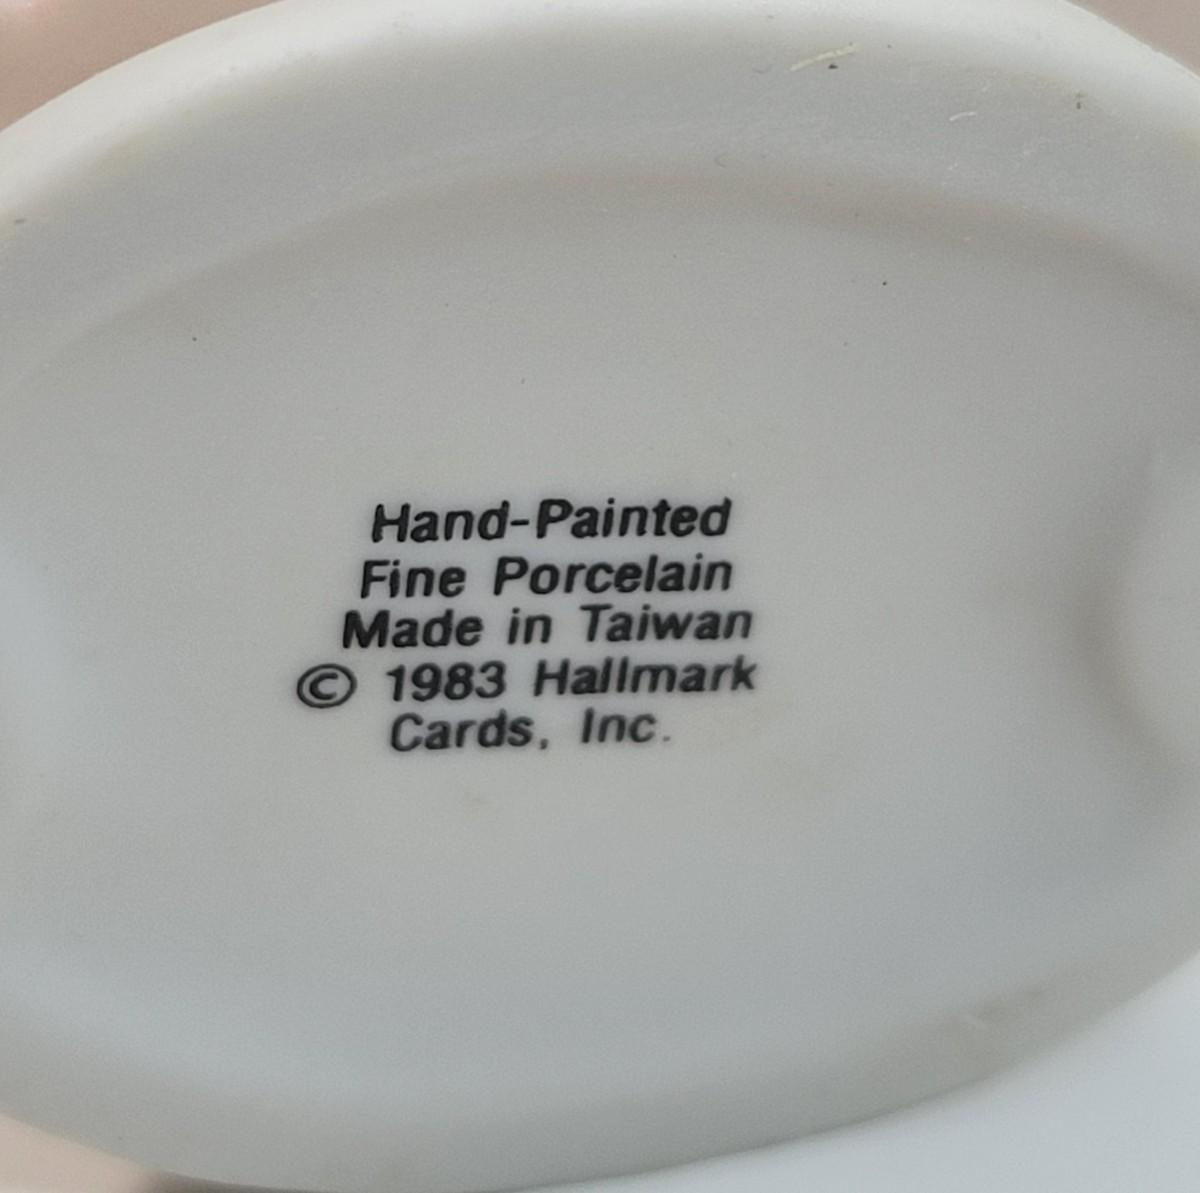 Hand-Painted
Fine Porcelain
Made in Taiwan
© 1983 Hallmark
Cards, Inc.